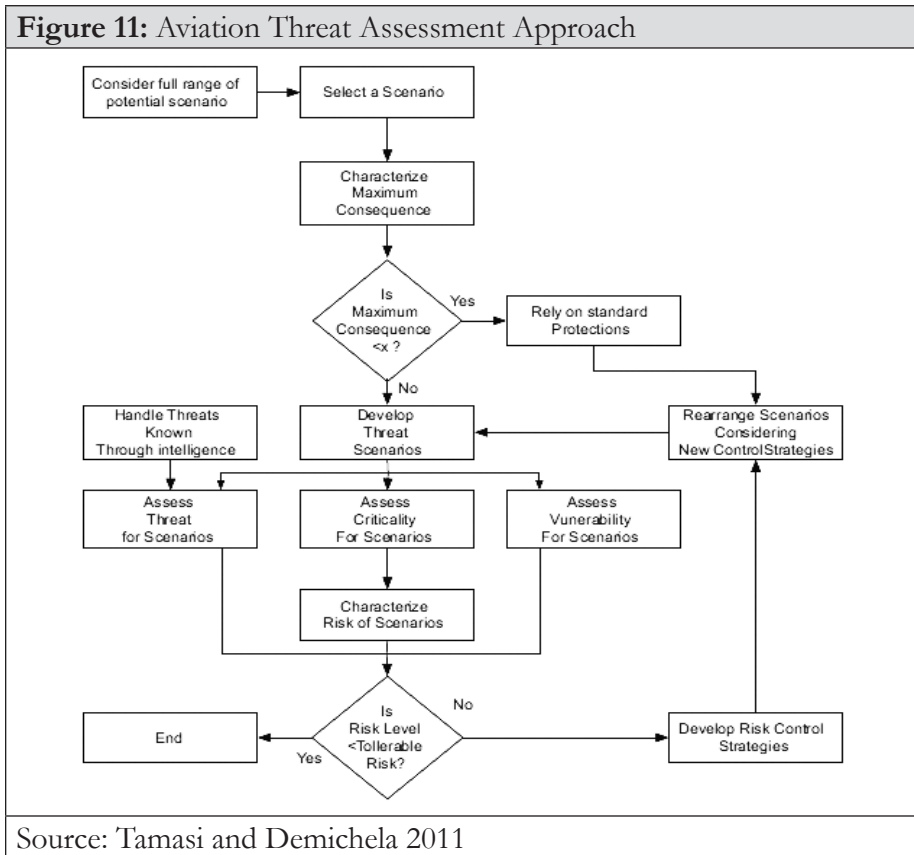 Figure 11: Aviation Threat Assessment Approach
Consider full range of
potential scenario
Select a Scenario
Characterize
Maximum
Consequence
Is
Maximum
Consequence
<x ?
Yes
Rely on standard
Protections
No
Handle Threats
Known
Through intelligence
Develop
Threat
Scenarios
Rearrange Scenarios
Considering
New ControlStrategies
Assess
Threat
for Scenarios
Assess
Criticality
For Scenarios
Assess
Vunerability
For Scenarios
Characterize
Risk of Scenarios
Is
Risk Level
<Tollerable
Risk?
No
Yes
End
Develop Risk Control
Strategies
Source: Tamasi and Demichela 2011